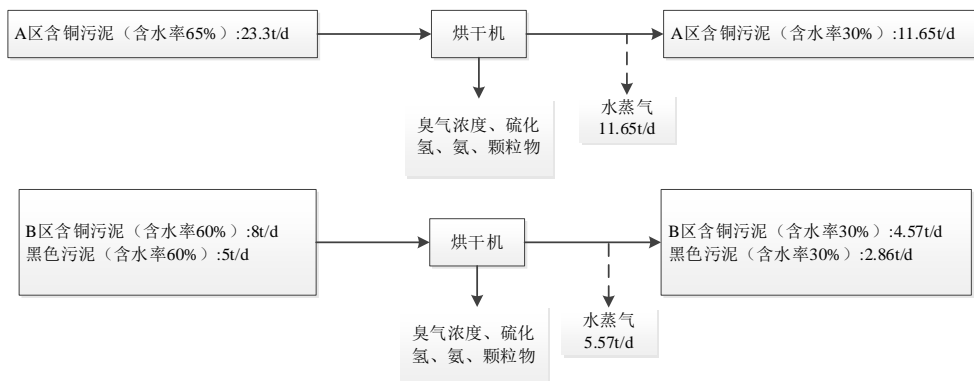 A区含铜污泥（含水率65%）:23.3t/d
烘干机
A区含铜污泥（含水率30%）:11.65t/d
臭气浓度、硫化
氢、氨、颗粒物
水蒸气
11.65t/d
B区含铜污泥（含水率60%）:8t/d
黑色污泥（含水率60%）:5t/d
烘干机
B区含铜污泥（含水率30%）:4.57t/d
黑色污泥（含水率30%）:2.86t/d
臭气浓度、硫化
氢、氨、颗粒物
水蒸气
5.57t/d